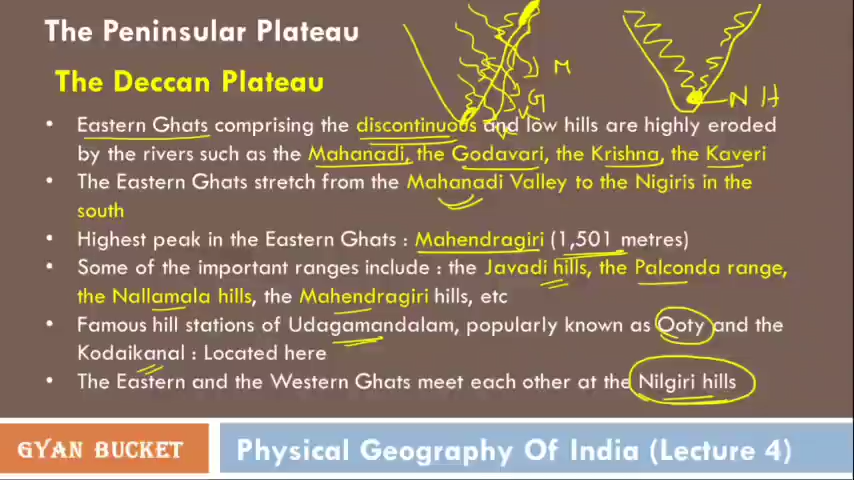 The Peninsular Plateau
The Deccan Plateau
M
G
K
K
N H
• Eastern Ghats comprising the discontinuous and low hills are highly eroded
by the rivers such as the Mahanadi, the Godavari, the Krishna, the Kaveri
• The Eastern Ghats stretch from the Mahanadi Valley to the Nigiris in the
south
• Highest peak in the Eastern Ghats : Mahendragiri (1,501 metres)
• Some of the important ranges include : the Javadi hills, the Palconda range,
the Nallamala hills, the Mahendragiri hills, etc
• Famous hill stations of Udagamandalam, popularly known as Ooty and the
Kodaikanal : Located here
• The Eastern and the Western Ghats meet each other at the Nilgiri hills
GYAN BUCKET
Physical Geography Of India (Lecture 4)